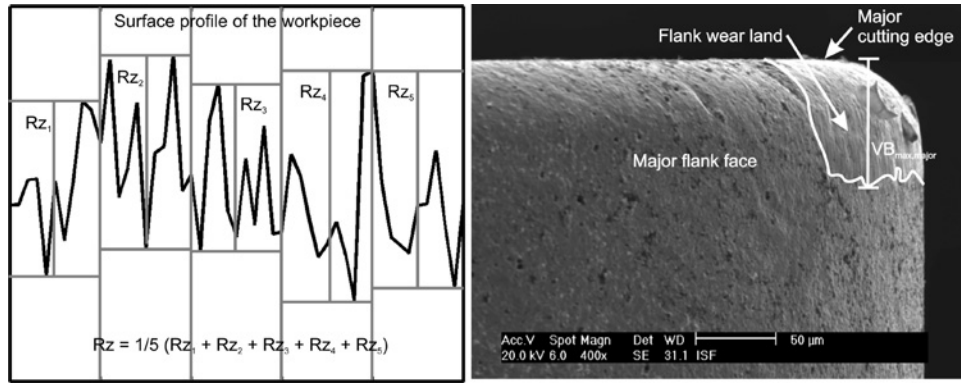 Surface profile of the workpiece
Rz1
Rz2
Rz3
Rz4
Rz5
Rz = 1/5 (Rz1 + Rz2 + Rz3 + Rz4 + Rz5)
Major
cutting edge
Flank wear land
VBmax,major
Major flank face
Acc.V Spot Magn Det WD 50 µm
20.0 kV 6.0 400x SE 31.1 ISF